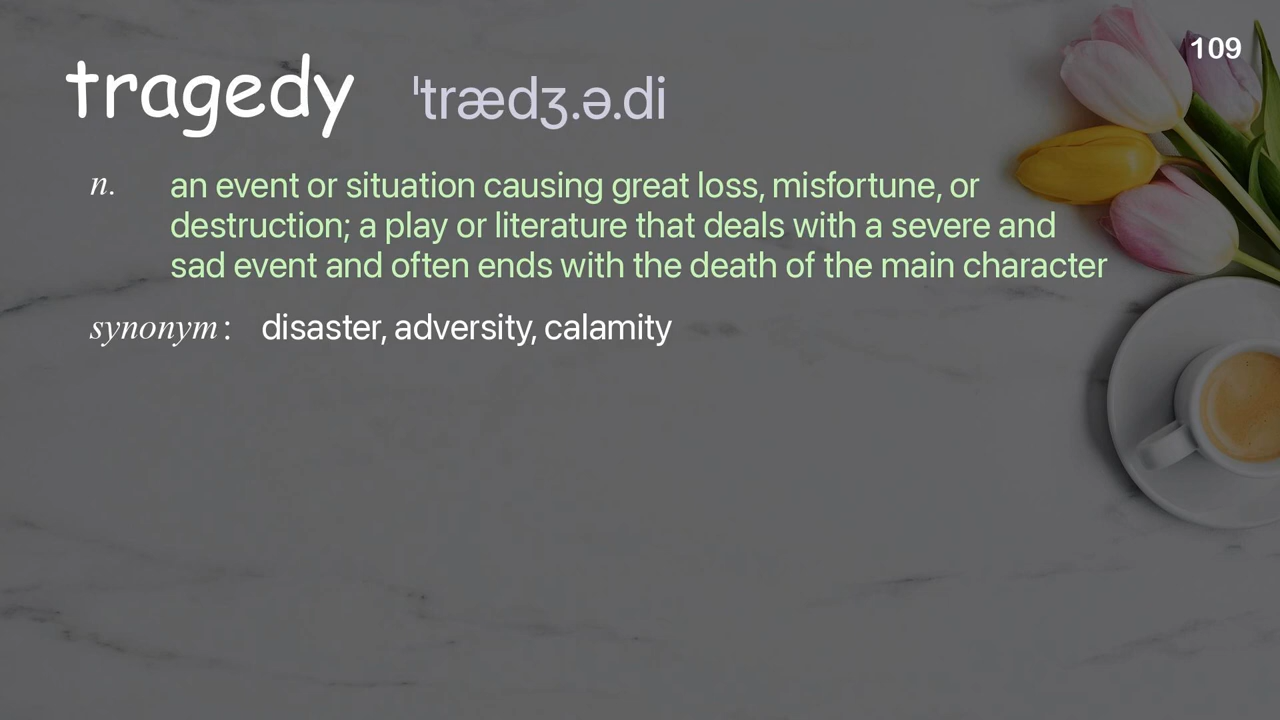 109
tragedy ˈtrædʒ.ə.di
n. an event or situation causing great loss, misfortune, or
destruction; a play or literature that deals with a severe and
sad event and often ends with the death of the main character
synonym: disaster, adversity, calamity